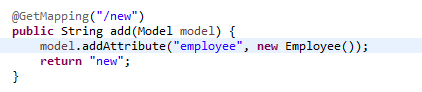 @GetMapping("/new")
public String add(Model model) {
    model.addAttribute("employee", new Employee());
    return "new";
}